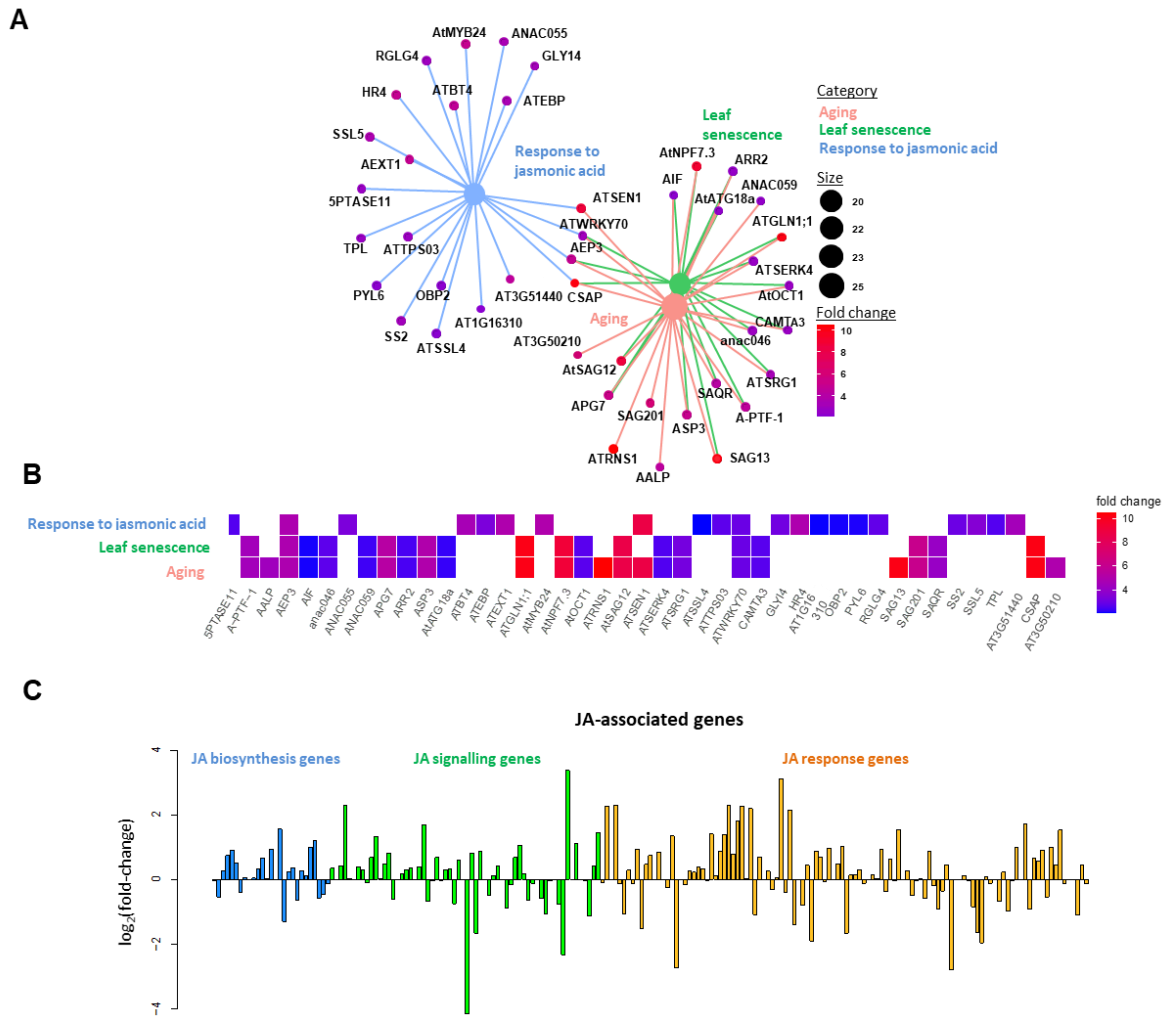 A
AtMYB24
ANAC055
RGLG4
GLY14
HR4
ATBT4
ATEBP
SSL5
AEXT1
5PTASE11
Response to
jasmonic acid
TPL
ATTPS03
PYL6
OBP2
AT3G51440
SS2
ATSSL4
AT1G16310
Leaf
senescence
AtNPF7.3
ARR2
AIF
ANAC059
AtATG18a
ATSEN1
ATWRKY70
ATGLN1;1
AEP3
ATSERK4
CSAP
AtOCT1
Aging
CAMTA3
anac046
AT3G50210
AtSAG12
ATSRG1
SAQR
APG7
SAG201
A-PTF-1
ASP3
ATRNS1
SAG13
AALP
Category
Aging
Leaf senescence
Response to jasmonic acid
Size
20
22
23
25
Fold change
10
8
6
4
B
Response to jasmonic acid
Leaf senescence
Aging
fold change
10
8
6
4
5PTASE11
A-PTF-1
AALP
AEP3
AIF
anac046
ANAC055
ANAC059
APG7
ARR2
ASP3
AtATG18a
ATBT4
ATEBP
ATEXT1
ATGLN1;1
AtMYB24
AtNPF7.3
AtOCT1
ATRNS1
AtSAG12
ATSEN1
ATSERK4
ATSRG1
ATSSL4
ATTPS03
ATWRKY70
CAMTA3
GLYI4
HR4
AT1G16
310
OBP2
PYL6
RGLG4
SAG13
SAG201
SAQR
SS2
SSL5
TPL
AT3G51440
CSAP
AT3G50210
C
JA-associated genes
JA biosynthesis genes
JA signalling genes
JA response genes
log2(fold-change)
4
2
0
−2
−4